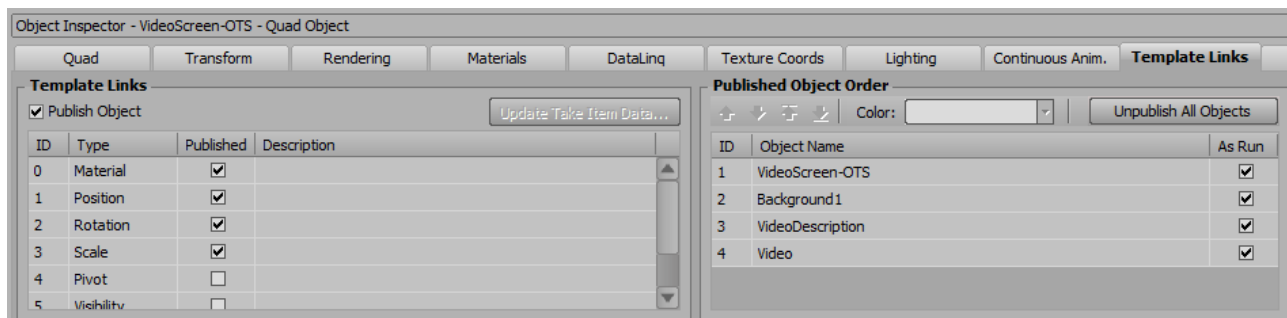 Object Inspector - VideoScreen-OTS - Quad Object
Quad Transform Rendering Materials DataLinq Texture Coords Lighting Continuous Anim. Template Links
Template Links
Publish Object Update Take Item Data...
ID Type Published Description
0 Material
1 Position
2 Rotation
3 Scale
4 Pivot
5 Visibility
Published Object Order
Color: Unpublish All Objects
ID Object Name As Run
1 VideoScreen-OTS
2 Background1
3 VideoDescription
4 Video